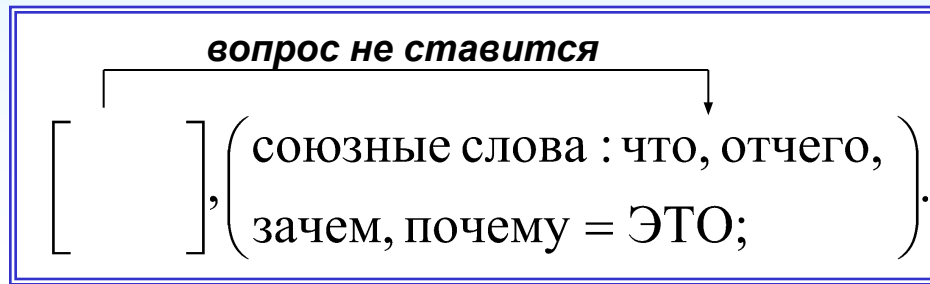 вопрос не ставится
[ ], (союзные слова : что, отчего,
зачем, почему = ЭТО; ).